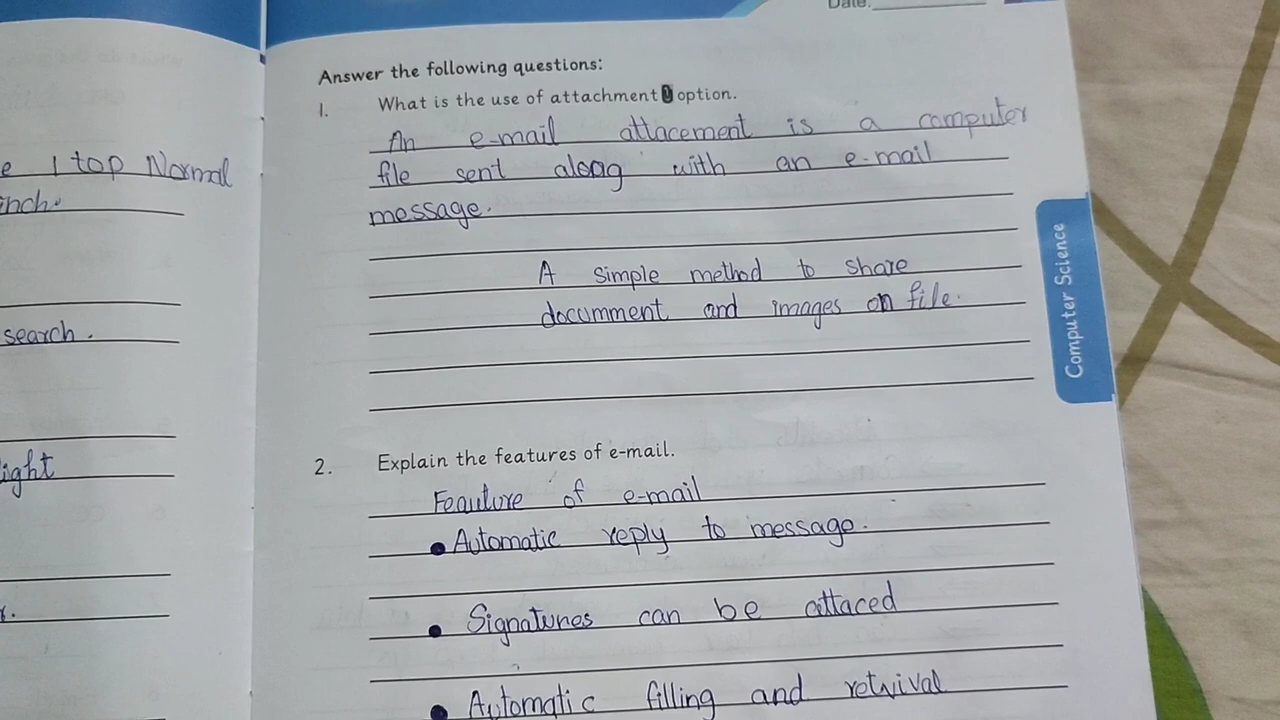 Date:
e 1 top Normal
inch.
search.
ight
r.
Answer the following questions:
1. What is the use of attachment option.
An e-mail attacement is a computer
file sent along with an e-mail
message.
A simple method to share
documment and images on file.
2. Explain the features of e-mail.
Feauture of e-mail
• Automatic reply to message.
• Signatures can be attaced
• Automatic filling and retrival
Computer Science